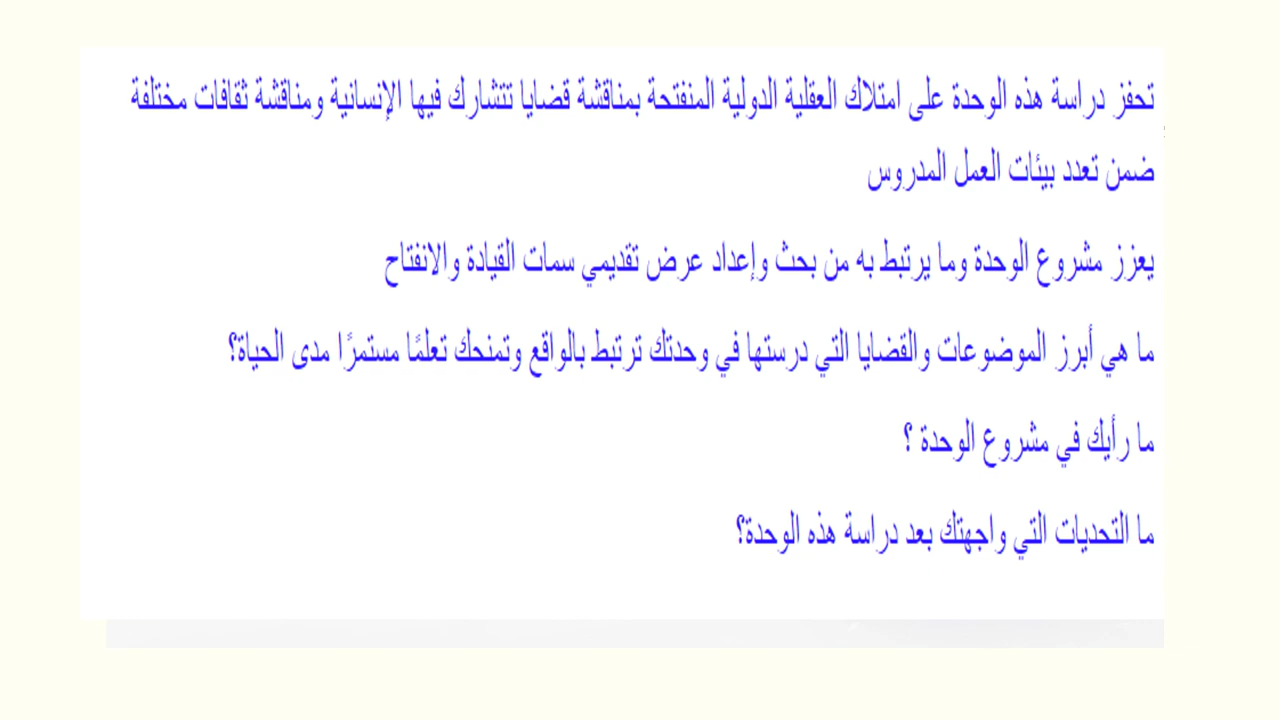 تحفز دراسة هذه الوحدة على امتلاك العقلية الدولية المنفتحة بمناقشة قضايا تتشارك فيها الإنسانية ومناقشة ثقافات مختلفة
ضمن تعدد بيئات العمل المدروس
يعزز مشروع الوحدة وما يرتبط به من بحث وإعداد عرض تقديمي سمات القيادة والانفتاح
ما هي أبرز الموضوعات والقضايا التي درستها في وحدتك ترتبط بالواقع وتمنحك تعلمًا مستمرًا مدى الحياة؟
ما رأيك في مشروع الوحدة ؟
ما التحديات التي واجهتك بعد دراسة هذه الوحدة؟